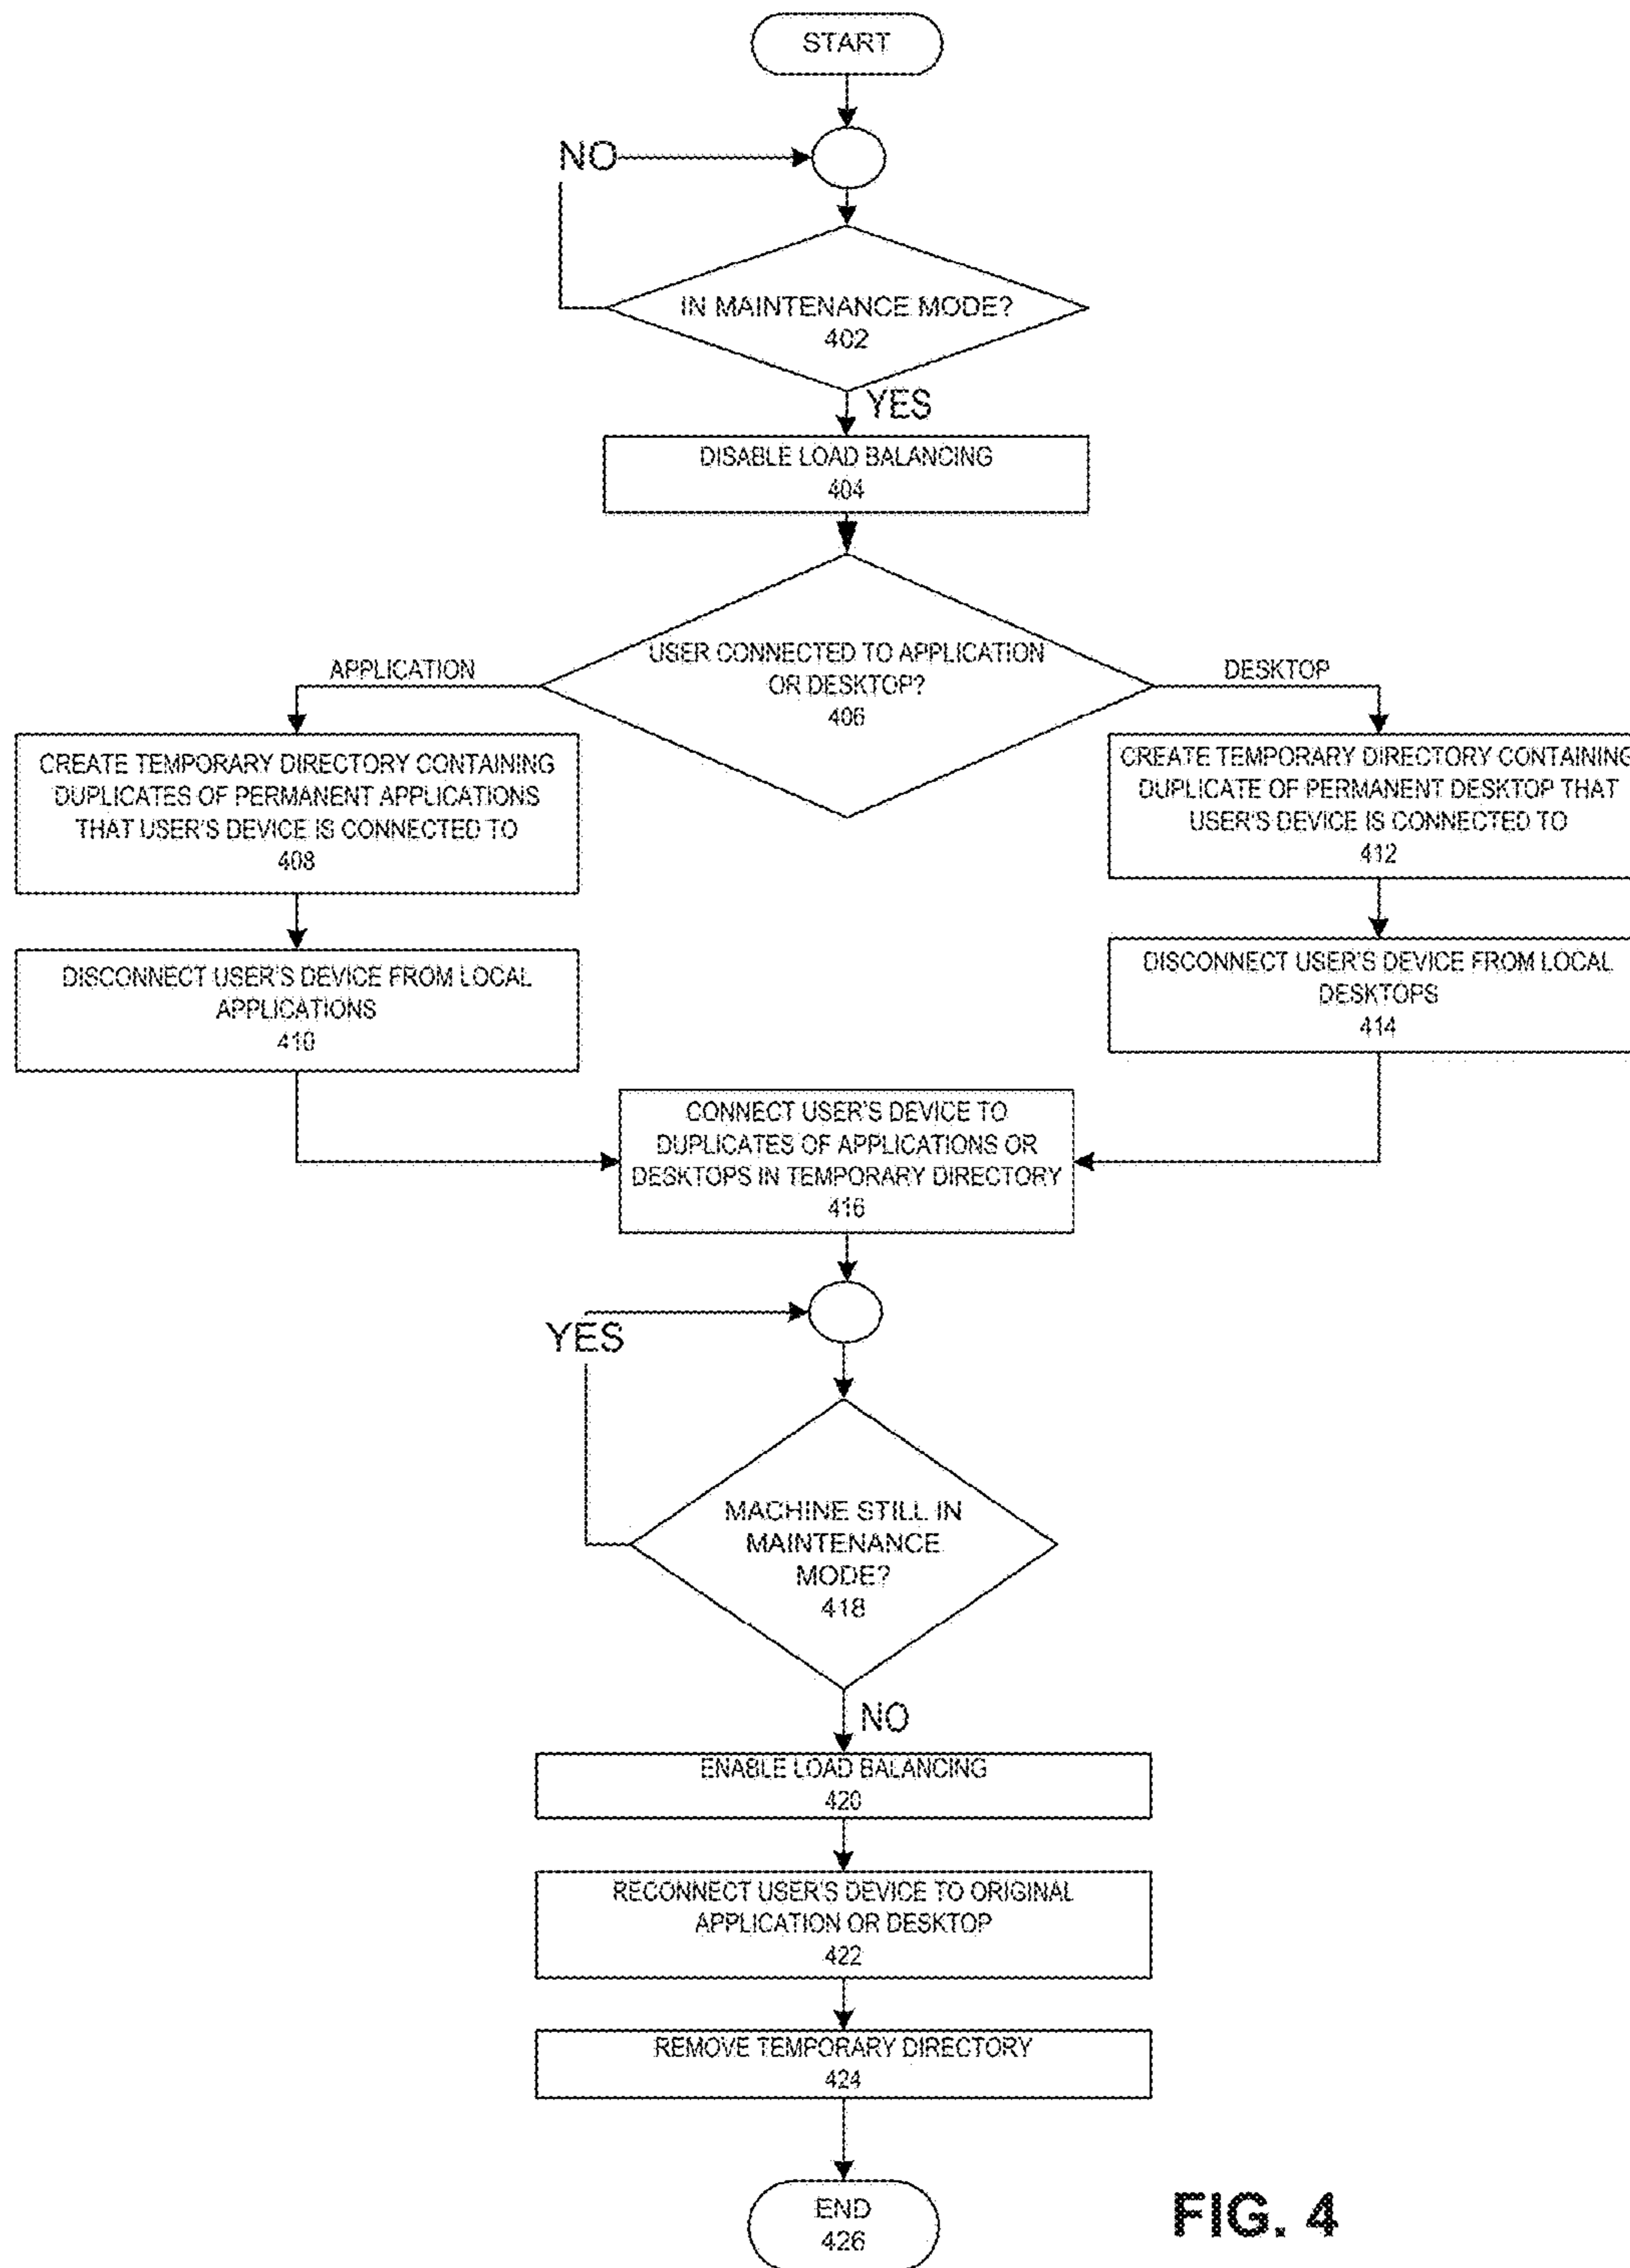 START
NO
IN MAINTENANCE MODE?
402
YES
DISABLE LOAD BALANCING
404
USER CONNECTED TO APPLICATION
OR DESKTOP?
406
APPLICATION
DESKTOP
CREATE TEMPORARY DIRECTORY CONTAINING
DUPLICATES OF PERMANENT APPLICATIONS
THAT USER'S DEVICE IS CONNECTED TO
408
CREATE TEMPORARY DIRECTORY CONTAINING
DUPLICATE OF PERMANENT DESKTOP THAT
USER'S DEVICE IS CONNECTED TO
412
DISCONNECT USER'S DEVICE FROM LOCAL
APPLICATIONS
410
DISCONNECT USER'S DEVICE FROM LOCAL
DESKTOPS
414
CONNECT USER'S DEVICE TO
DUPLICATES OF APPLICATIONS OR
DESKTOPS IN TEMPORARY DIRECTORY
416
YES
MACHINE STILL IN
MAINTENANCE
MODE?
418
NO
ENABLE LOAD BALANCING
420
RECONNECT USER'S DEVICE TO ORIGINAL
APPLICATION OR DESKTOP
422
REMOVE TEMPORARY DIRECTORY
424
END
426
FIG. 4